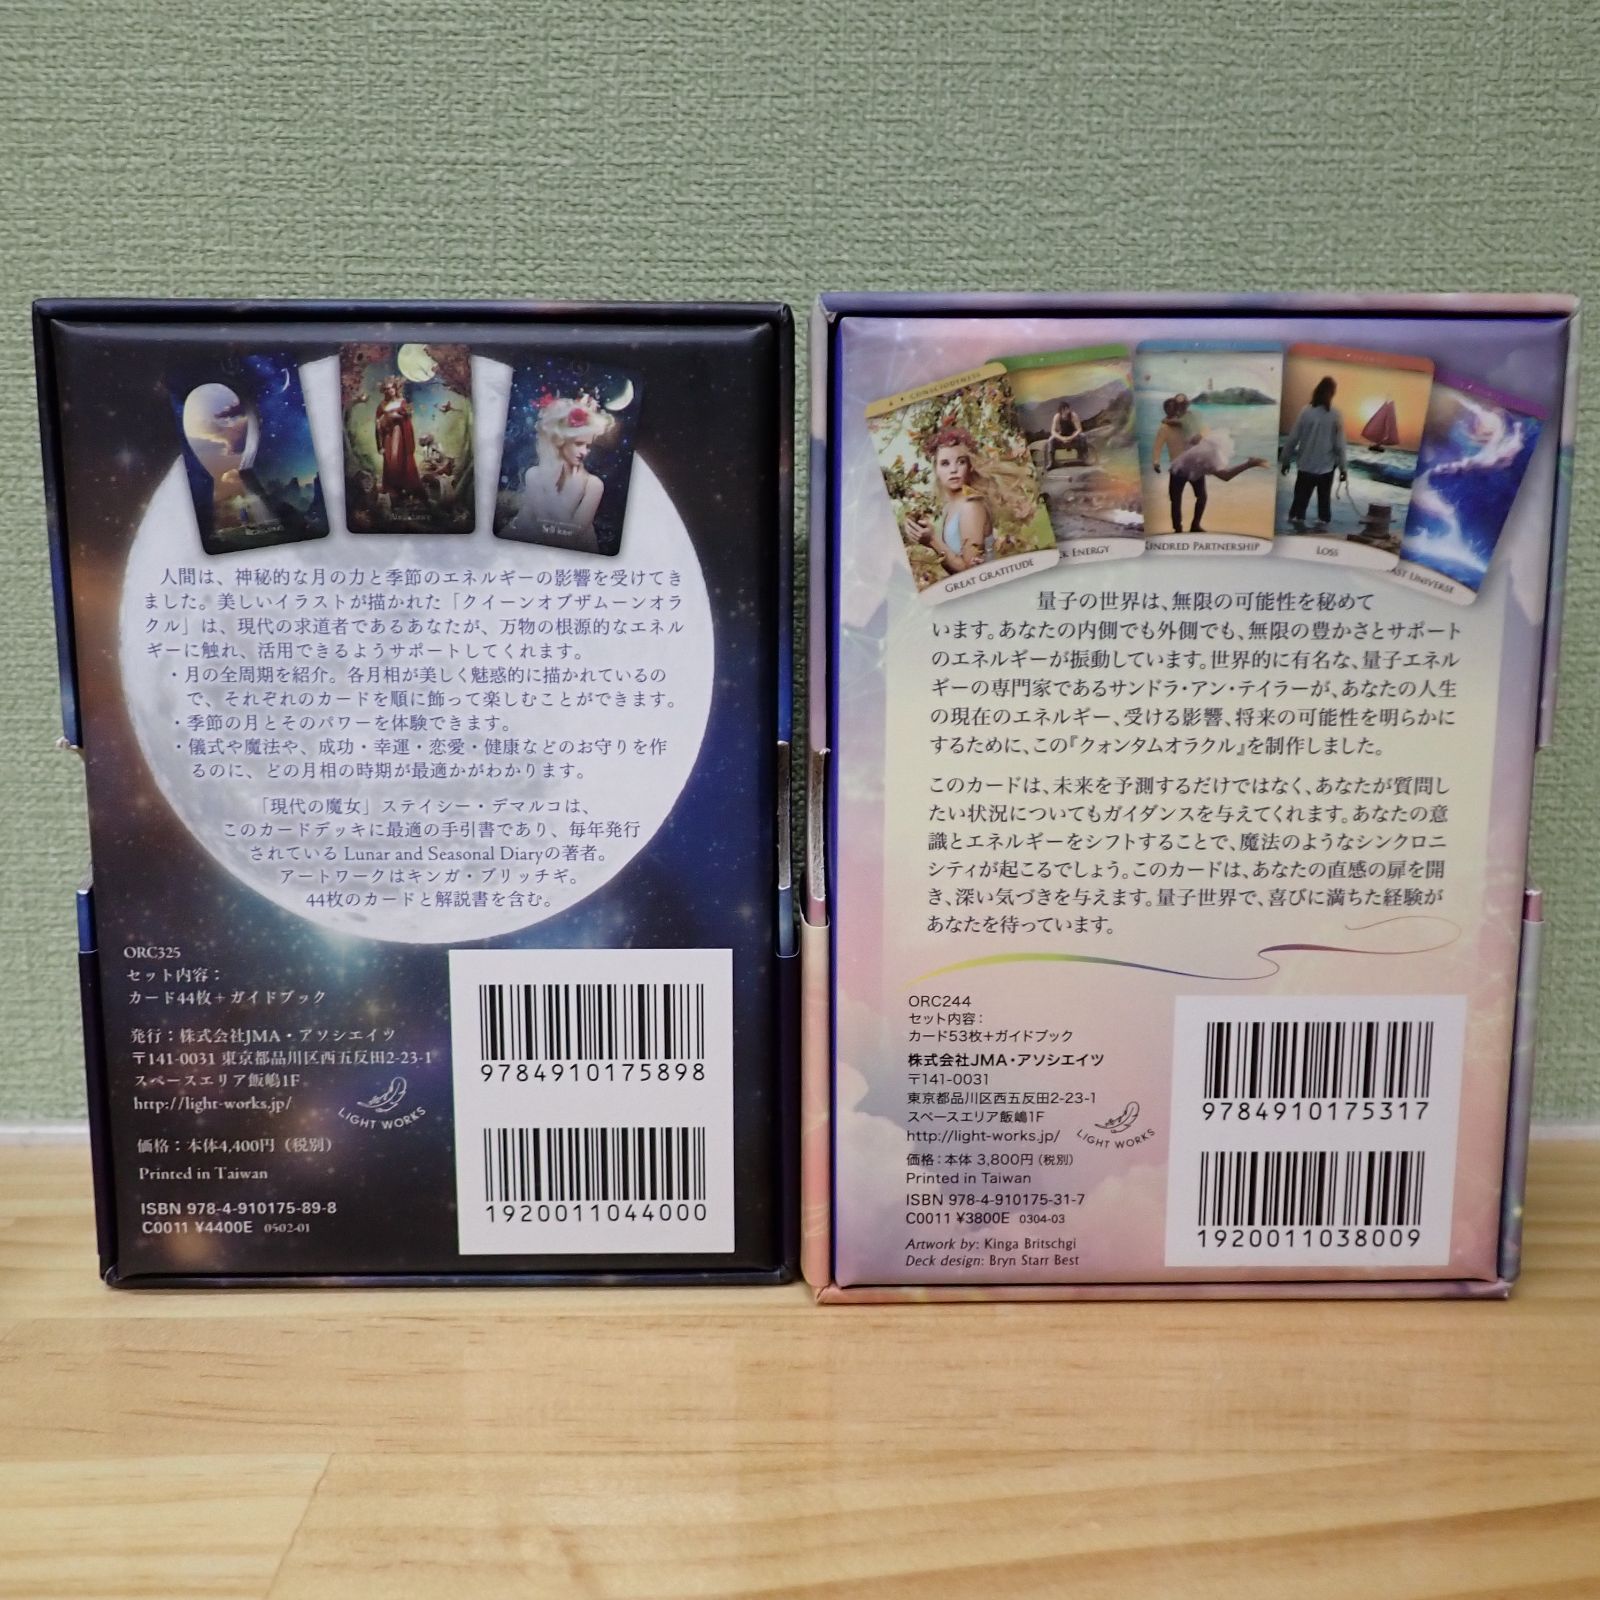 Abundance
Self-love
人間は、神秘的な月の力と季節のエネルギーの影響を受けてき
ました。美しいイラストが描かれた「クイーンオブザムーンオラ
クル」は、現代の求道者であるあなたが、万物の根源的なエネル
ギーに触れ、活用できるようサポートしてくれます。
・月の全周期を紹介。各月相が美しく魅惑的に描かれているの
で、それぞれのカードを順に飾って楽しむことができます。
・季節の月とそのパワーを体験できます。
・儀式や魔法や、成功・幸運・恋愛・健康などのお守りを作
るのに、どの月相の時期が最適かがわかります。
「現代の魔女」ステイシー・デマルコは、
このカードデッキに最適の手引書であり、毎年発行
されている Lunar and Seasonal Diaryの著者。
アートワークはキンガ・ブリッチギ。
44枚のカードと解説書を含む。
ORC325
セット内容：
カード44枚＋ガイドブック
発行：株式会社JMA・アソシエイツ
〒141-0031 東京都品川区西五反田2-23-1
スペースエリア飯嶋1F
http://light-works.jp/
LIGHT WORKS
価格：本体4,400円（税別）
Printed in Taiwan
ISBN 978-4-910175-89-8
C0011 ¥4400E 0502-01
9784910175898
1920011044000
4 • CONSCIOUSNESS
GREAT GRATITUDE
CK ENERGY
KINDRED PARTNERSHIP
LOSS
AST UNIVERSE
量子の世界は、無限の可能性を秘めて
います。あなたの内側でも外側でも、無限の豊かさとサポート
のエネルギーが振動しています。世界的に有名な、量子エネル
ギーの専門家であるサンドラ・アン・テイラーが、あなたの人生
の現在のエネルギー、受ける影響、将来の可能性を明らかに
するために、この『クォンタムオラクル』を制作しました。
このカードは、未来を予測するだけではなく、あなたが質問し
たい状況についてもガイダンスを与えてくれます。あなたの意
識とエネルギーをシフトすることで、魔法のようなシンクロニ
シティが起こるでしょう。このカードは、あなたの直感の扉を開
き、深い気づきを与えます。量子世界で、喜びに満ちた経験が
あなたを待っています。
ORC244
セット内容：
カード53枚＋ガイドブック
株式会社JMA・アソシエイツ
〒141-0031
東京都品川区西五反田2-23-1
スペースエリア飯嶋1F
http://light-works.jp/
LIGHT WORKS
価格：本体 3,800円（税別）
Printed in Taiwan
ISBN 978-4-910175-31-7
C0011 ¥3800E 0304-03
Artwork by: Kinga Britschgi
Deck design: Bryn Starr Best
9784910175317
1920011038009